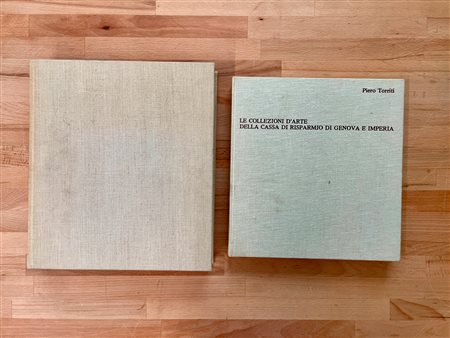 Piero Torriti
LE COLLEZIONI D'ARTE
DELLA CASSA DI RISPARMIO DI GENOVA E IMPERIA